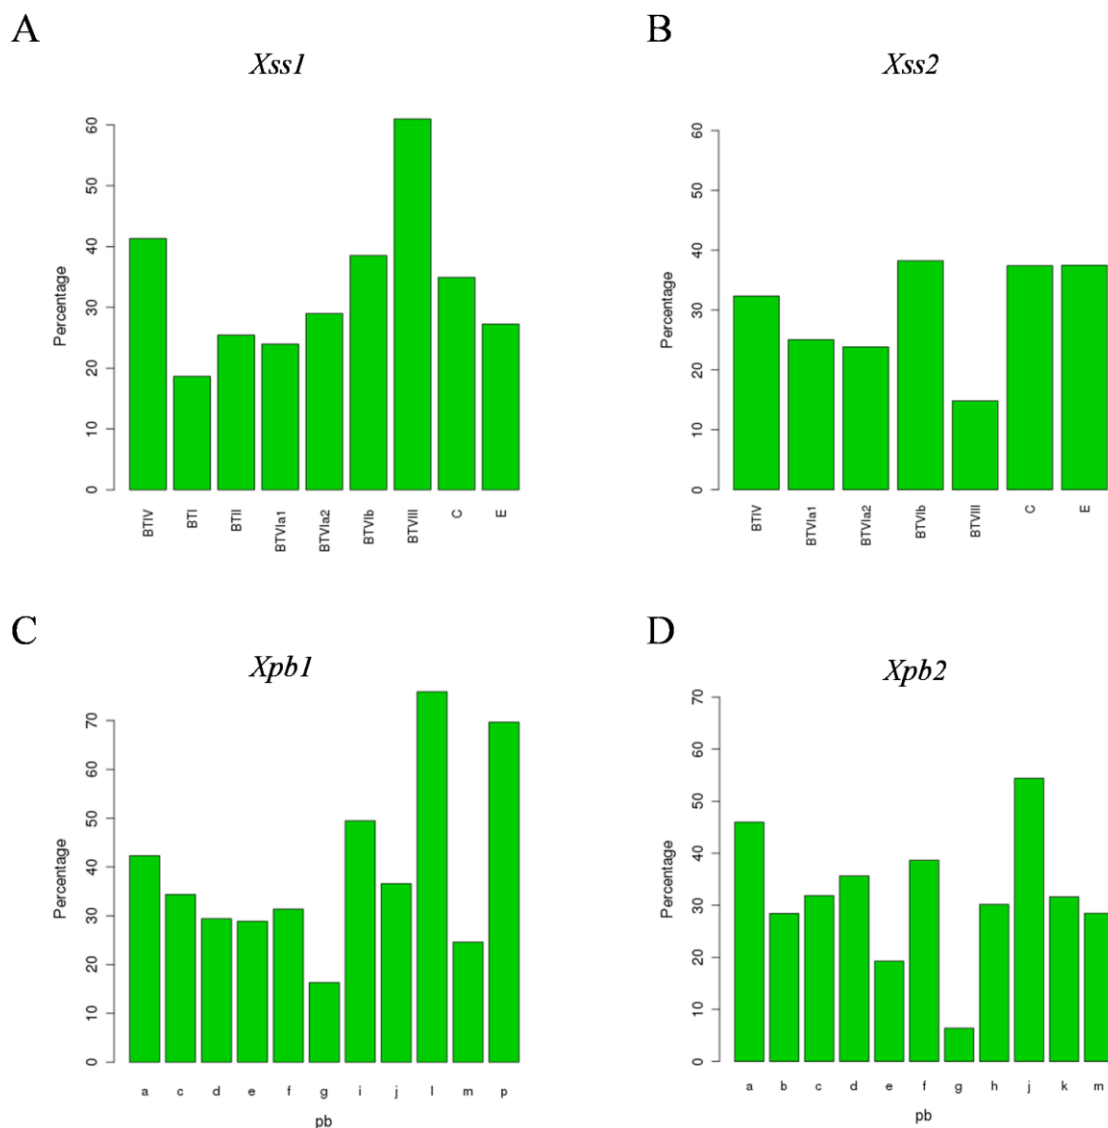 A
Xss1
Percentage
60
50
40
30
20
10
0
BTIV BTI BTII BTVIa1 BTVIa2 BTVIb BTVIII C E
B
Xss2
Percentage
60
50
40
30
20
10
0
BTIV BTVIa1 BTVIa2 BTVIb BTVIII C E
C
Xpb1
Percentage
70
60
50
40
30
20
10
0
a c d e f g i j l m p
pb
D
Xpb2
Percentage
70
60
50
40
30
20
10
0
a b c d e f g h j k m
pb